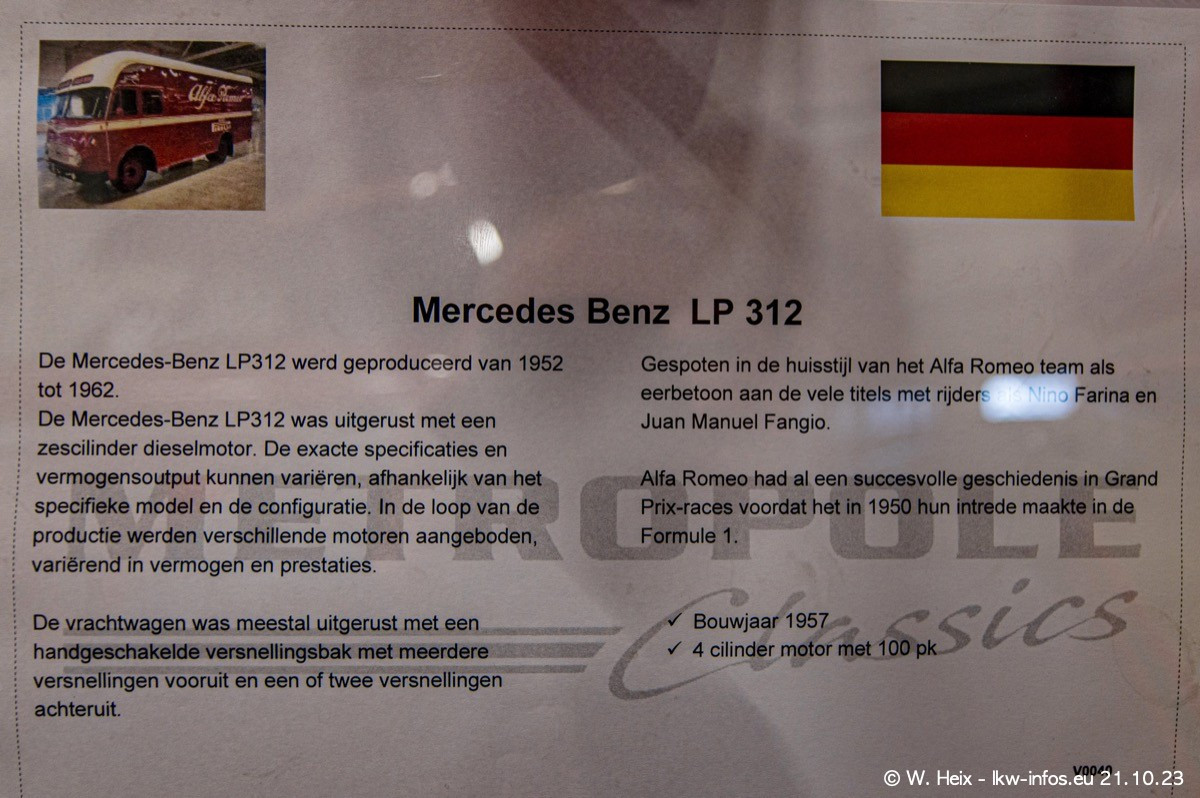 Alfa Romeo
Mercedes Benz LP 312
De Mercedes-Benz LP312 werd geproduceerd van 1952
tot 1962.
De Mercedes-Benz LP312 was uitgerust met een
zescilinder dieselmotor. De exacte specificaties en
vermogensoutput kunnen variëren, afhankelijk van het
specifieke model en de configuratie. In de loop van de
productie werden verschillende motoren aangeboden,
variërend in vermogen en prestaties.
De vrachtwagen was meestal uitgerust met een
handgeschakelde versnellingsbak met meerdere
versnellingen vooruit en een of twee versnellingen
achteruit.
Gespoten in de huisstijl van het Alfa Romeo team als
eerbetoon aan de vele titels met rijders als Nino Farina en
Juan Manuel Fangio.
Alfa Romeo had al een succesvolle geschiedenis in Grand
Prix-races voordat het in 1950 hun intrede maakte in de
Formule 1.
✓ Bouwjaar 1957
✓ 4 cilinder motor met 100 pk
METROPOLE
Classics
V0040
© W. Heix - lkw-infos.eu 21.10.23